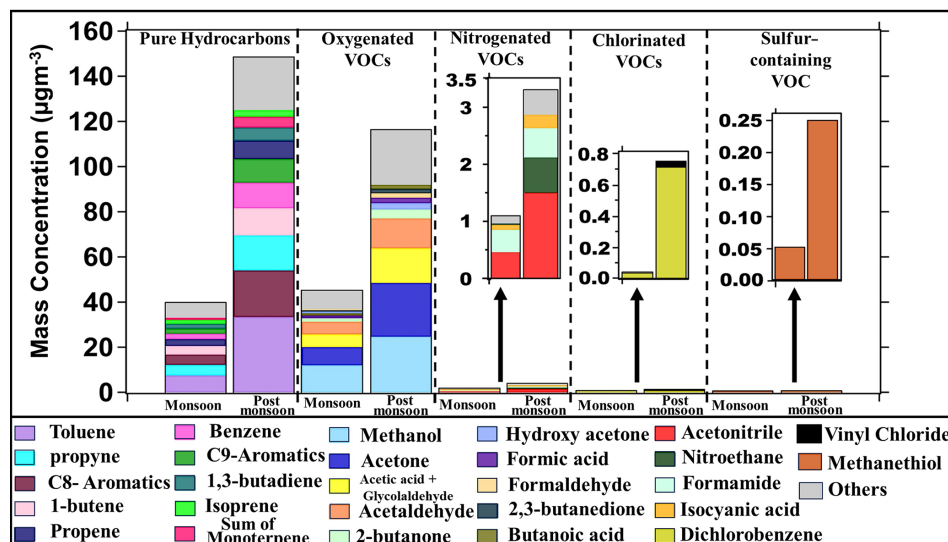 Mass Concentration (µgm-3)
160
140
120
100
80
60
40
20
0
Pure Hydrocarbons
Oxygenated
VOCs
Nitrogenated
VOCs
Chlorinated
VOCs
Sulfur-
containing
VOC
3.5
3
2
1
0
0.8
0.6
0.4
0.2
0.0
0.25
0.20
0.15
0.10
0.05
0.00
Monsoon
Post
monsoon
Monsoon
Post
monsoon
Monsoon
Post
monsoon
Monsoon
Post
monsoon
Monsoon
Post
monsoon
Toluene
propyne
C8- Aromatics
1-butene
Propene
Benzene
C9-Aromatics
1,3-butadiene
Isoprene
Sum of
Monoterpene
Methanol
Acetone
Acetic acid +
Glycolaldehyde
Acetaldehyde
2-butanone
Hydroxy acetone
Formic acid
Formaldehyde
2,3-butanedione
Butanoic acid
Acetonitrile
Nitroethane
Formamide
Isocyanic acid
Dichlorobenzene
Vinyl Chloride
Methanethiol
Others